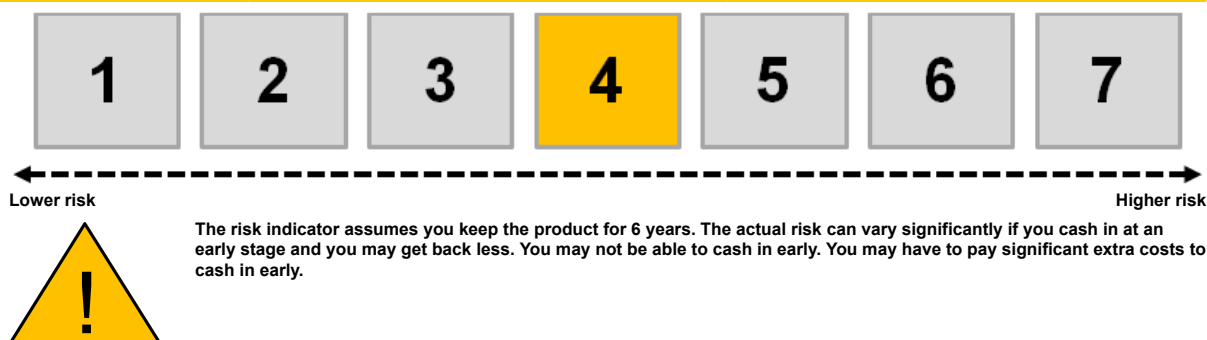 1 2 3 4 5 6 7
Lower risk Higher risk
The risk indicator assumes you keep the product for 6 years. The actual risk can vary significantly if you cash in at an
early stage and you may get back less. You may not be able to cash in early. You may have to pay significant extra costs to
cash in early.
!